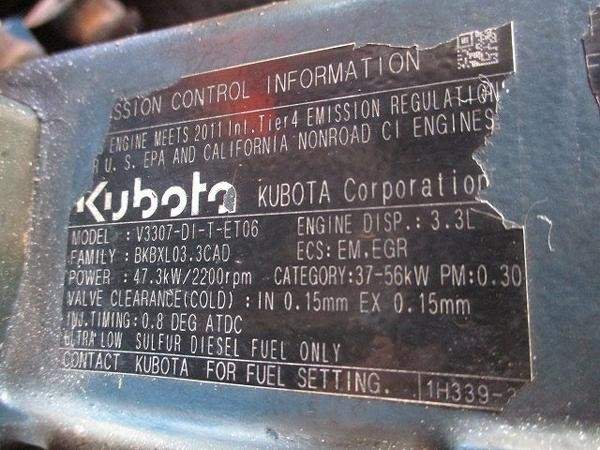 SSION CONTROL INFORMATION
ENGINE MEETS 2011 Int.Tier4 EMISSION REGULATION
R U.S. EPA AND CALIFORNIA NONROAD CI ENGINES
Kubota KUBOTA Corporation
MODEL : V3307-DI-T-ET06 ENGINE DISP.: 3.3L
FAMILY : BKBXL03.3CAD ECS: EM.EGR
POWER : 47.3kW/2200rpm CATEGORY:37-56kW PM:0.30
VALVE CLEARANCE(COLD) : IN 0.15mm EX 0.15mm
INJ.TIMING: 0.8 DEG ATDC
ULTRA LOW SULFUR DIESEL FUEL ONLY
CONTACT KUBOTA FOR FUEL SETTING. 1H339-